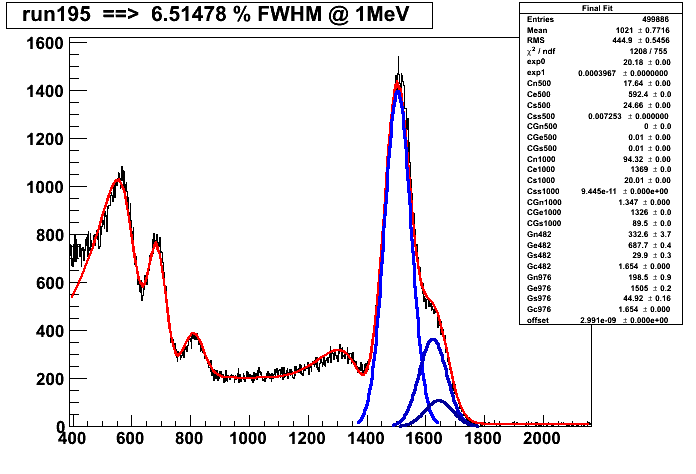 run195 ==> 6.51478 % FWHM @ 1MeV
Final Fit
Entries 499886
Mean 1021 ± 0.7716
RMS 444.9 ± 0.5456
χ² / ndf 1208 / 755
exp0 20.18 ± 0.00
exp1 0.0003967 ± 0.0000000
Cn500 17.64 ± 0.00
Ce500 592.4 ± 0.0
Cs500 24.66 ± 0.00
Css500 0.007253 ± 0.000000
CGn500 0 ± 0.0
CGe500 0.01 ± 0.00
CGs500 0.01 ± 0.00
Cn1000 94.32 ± 0.00
Ce1000 1369 ± 0.0
Cs1000 20.01 ± 0.00
Css1000 9.445e-11 ± 0.000e+00
CGn1000 1.347 ± 0.000
CGe1000 1326 ± 0.0
CGs1000 89.5 ± 0.0
Gn482 332.6 ± 3.7
Ge482 687.7 ± 0.4
Gs482 29.9 ± 0.3
Gc482 1.654 ± 0.000
Gn976 198.5 ± 0.9
Ge976 1505 ± 0.2
Gs976 44.92 ± 0.16
Gc976 1.654 ± 0.000
offset 2.991e-09 ± 0.000e+00
1600
1400
1200
1000
800
600
400
200
0
400 600 800 1000 1200 1400 1600 1800 2000